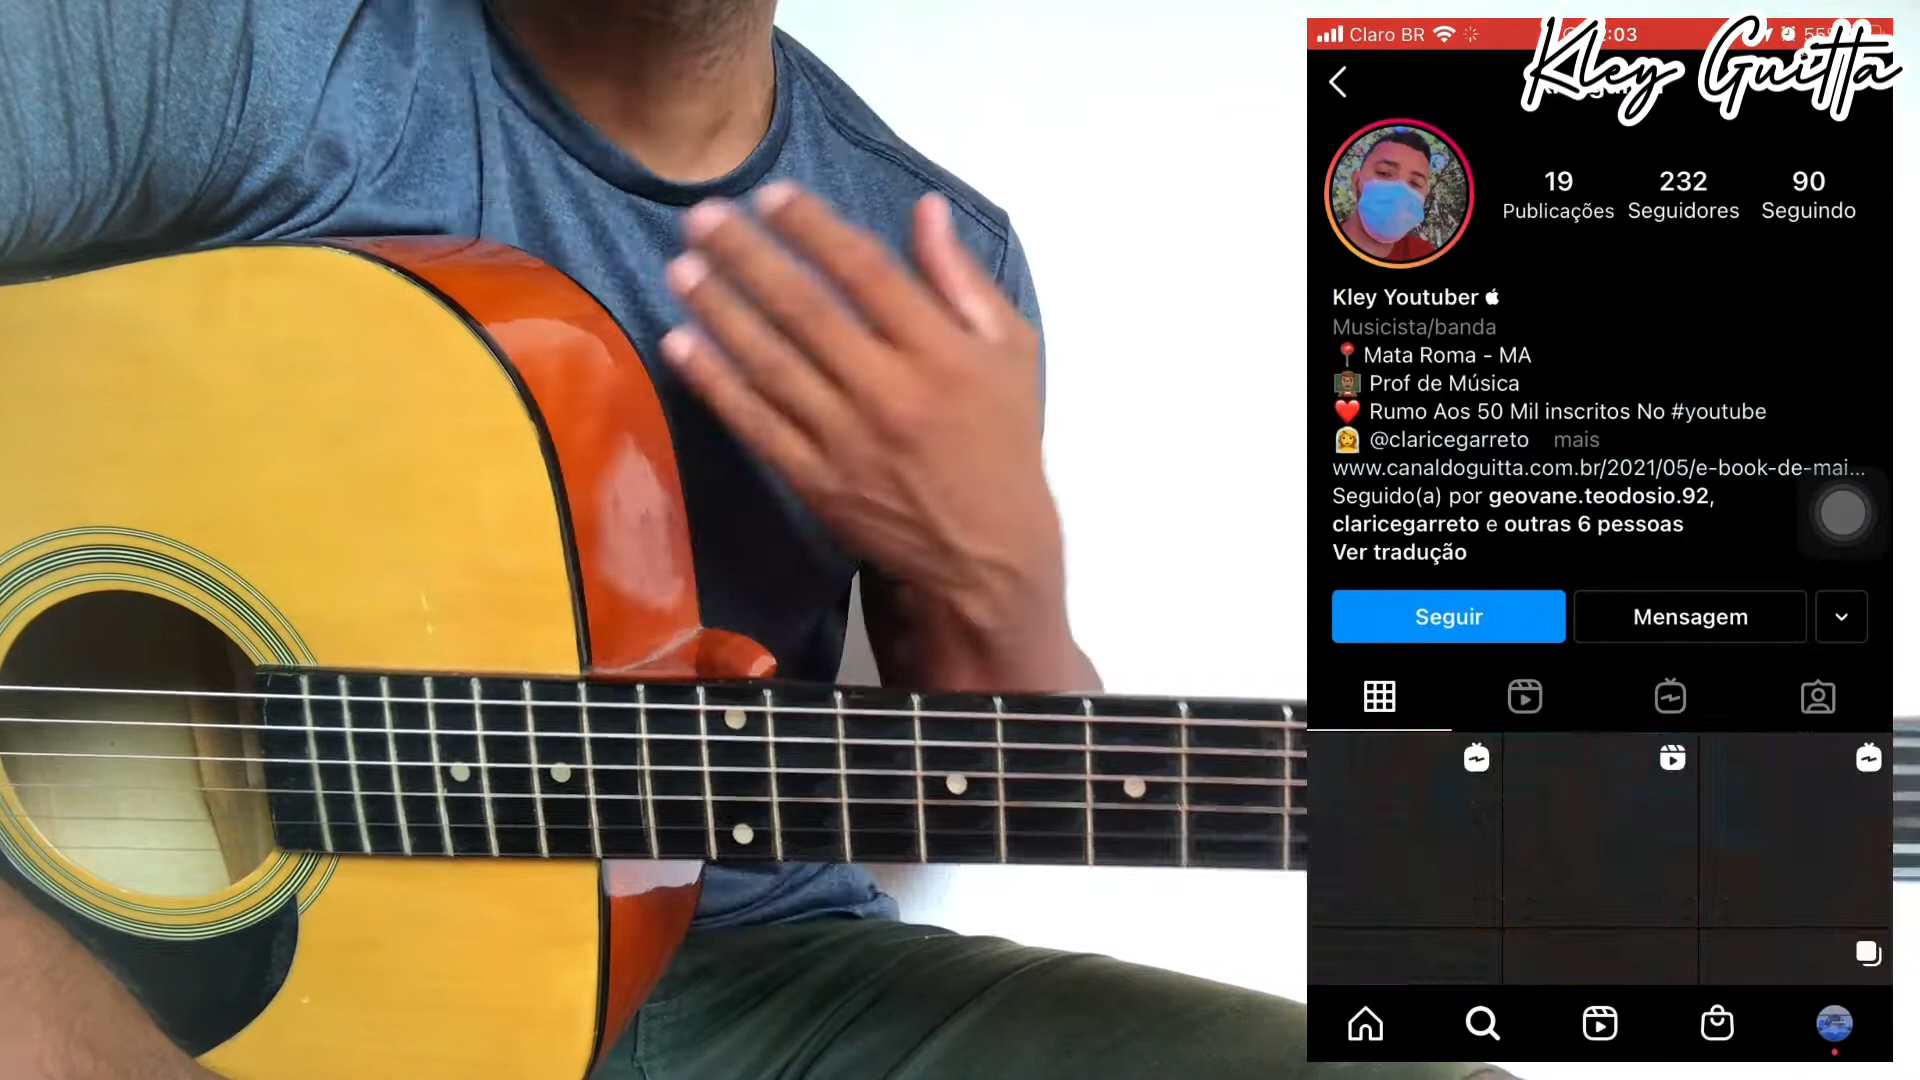 Kley Guitta
Claro BR
:03
55
19
232
90
Publicações
Seguidores
Seguindo
Kley Youtuber
Musicista/banda
Mata Roma - MA
Prof de Música
Rumo Aos 50 Mil inscritos No #youtube
@claricegarreto mais
www.canaldoguitta.com.br/2021/05/e-book-de-mai...
Seguido(a) por geovane.teodosio.92,
claricegarreto e outras 6 pessoas
Ver tradução
Seguir
Mensagem